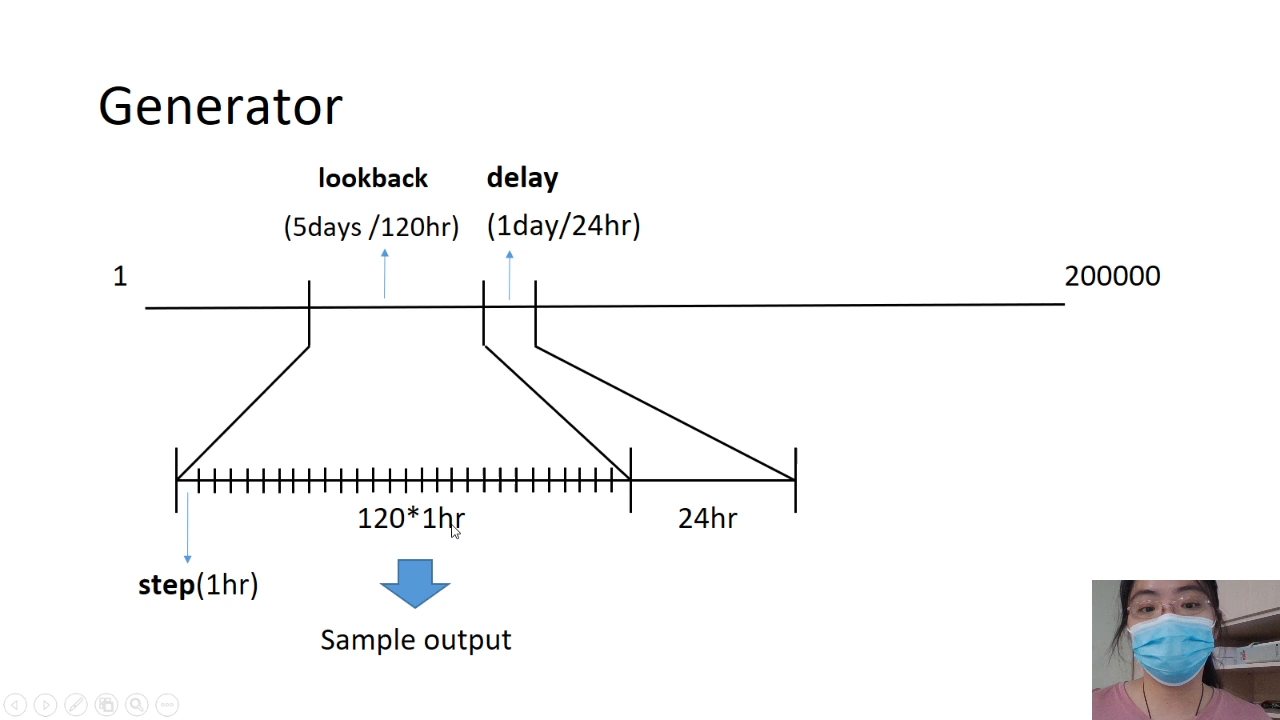 Generator
lookback
delay
(5days /120hr)
(1day/24hr)
1
200000
120*1hr
24hr
step(1hr)
Sample output